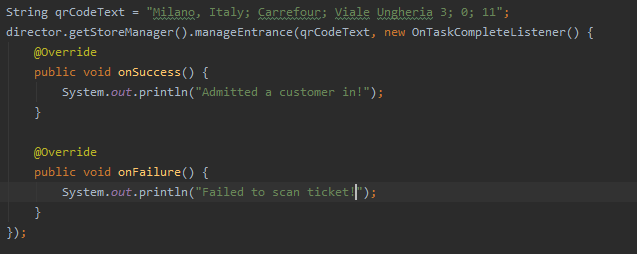 String qrCodeText = "Milano, Italy; Carrefour; Viale Ungheria 3; 0; 11";
director.getStoreManager().manageEntrance(qrCodeText, new OnTaskCompleteListener() {
    @Override
    public void onSuccess() {
        System.out.println("Admitted a customer in!");
    }

    @Override
    public void onFailure() {
        System.out.println("Failed to scan ticket!");
    }
});